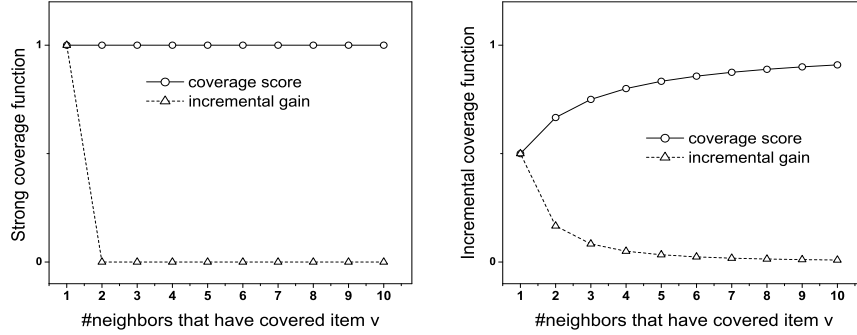 Strong coverage function
1
0
coverage score
incremental gain
1 2 3 4 5 6 7 8 9 10
#neighbors that have covered item v
Incremental coverage function
1
0
coverage score
incremental gain
1 2 3 4 5 6 7 8 9 10
#neighbors that have covered item v